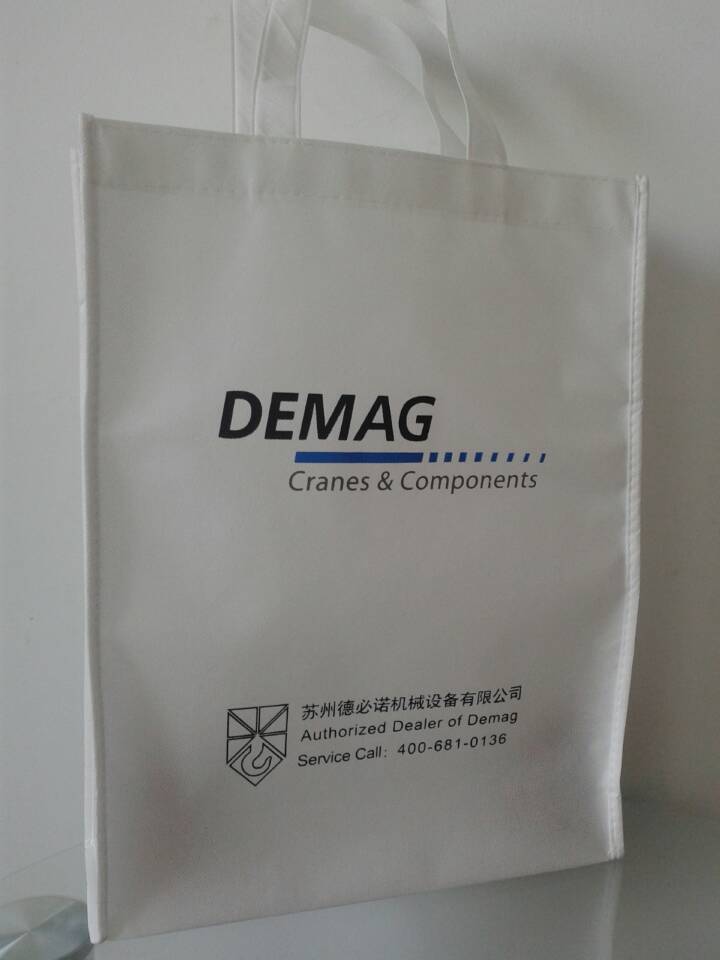 DEMAG
Cranes & Components
苏州德必诺机械设备有限公司
Authorized Dealer of Demag
Service Call: 400-681-0136